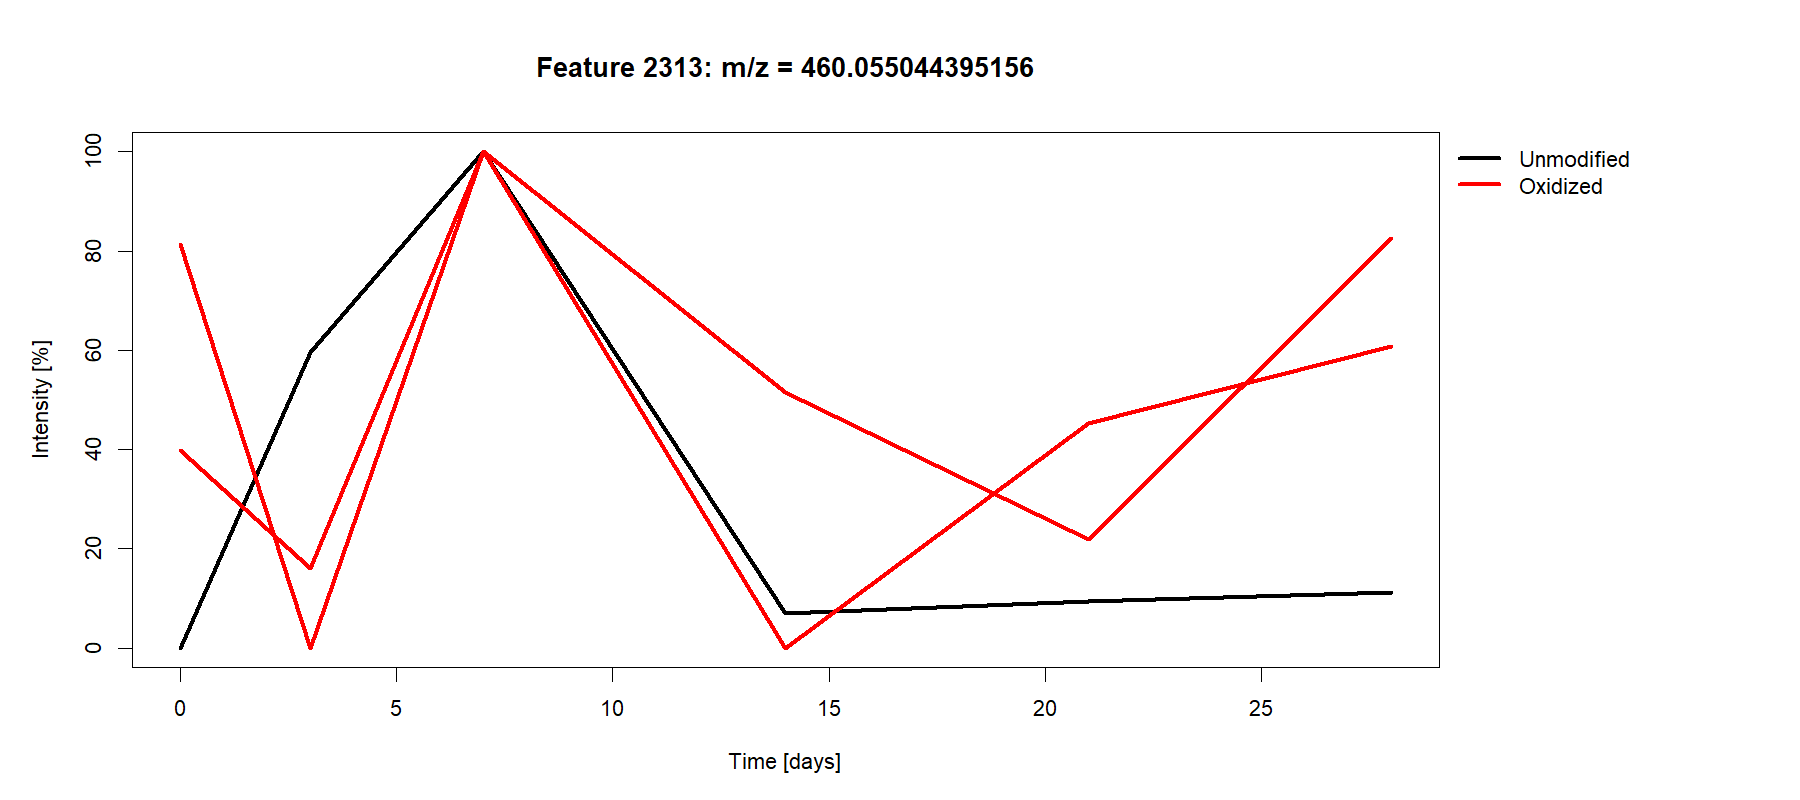 Feature 2313: m/z = 460.055044395156
Unmodified
Oxidized
100
80
60
40
20
0
Intensity [%]
0 5 10 15 20 25
Time [days]